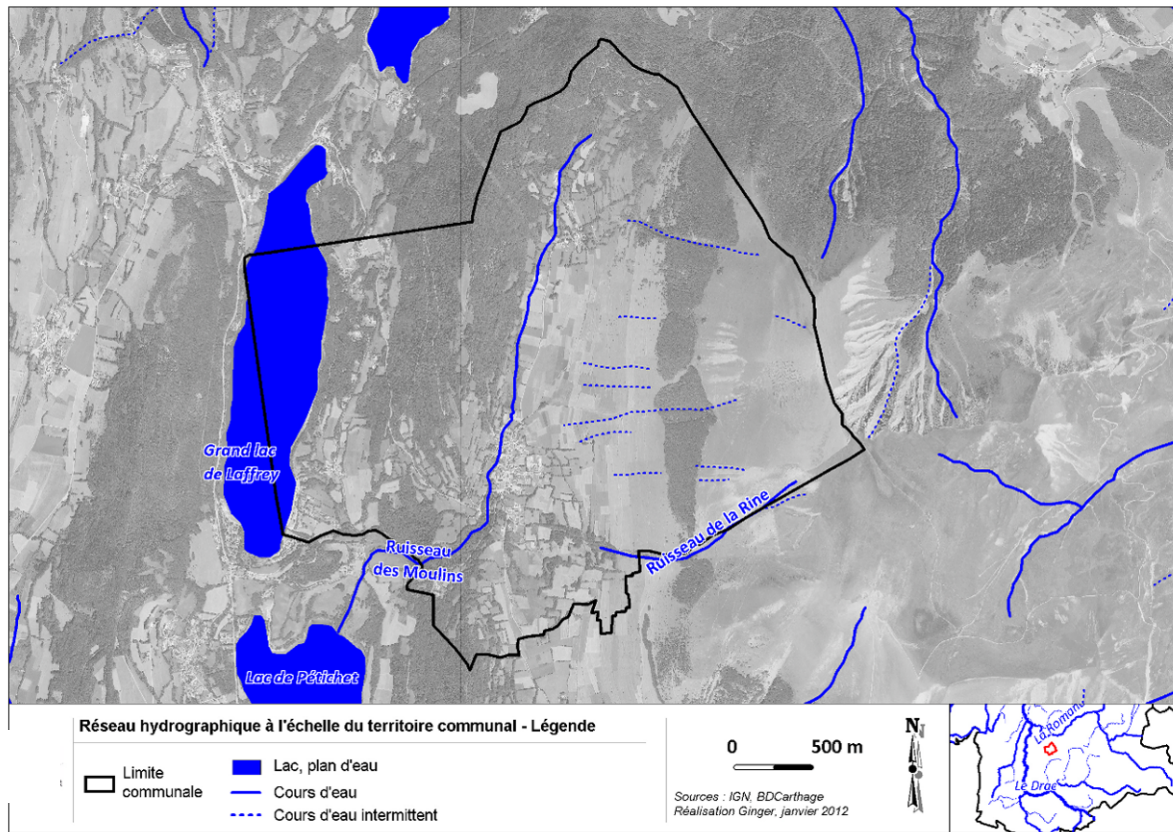 Grand lac
de Laffrey
Ruisseau
des Moulins
Ruisseau de la Rine
Lac de Pétichet
Réseau hydrographique à l'échelle du territoire communal - Légende
Limite
communale
Lac, plan d'eau
Cours d'eau
Cours d'eau intermittent
0 500 m
Sources : IGN, BDCarthage
Réalisation Ginger, janvier 2012
N
Le Drac